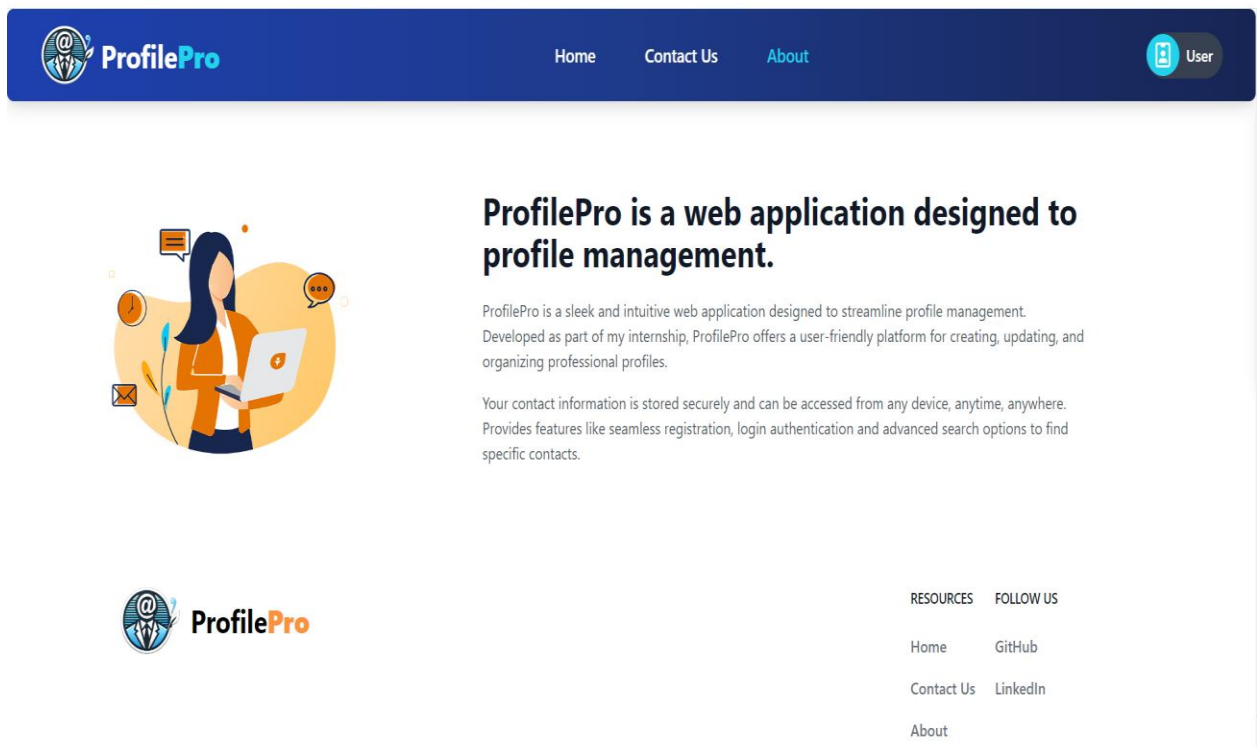 ProfilePro
Home Contact Us About
User
ProfilePro is a web application designed to
profile management.
ProfilePro is a sleek and intuitive web application designed to streamline profile management.
Developed as part of my internship, ProfilePro offers a user-friendly platform for creating, updating, and
organizing professional profiles.
Your contact information is stored securely and can be accessed from any device, anytime, anywhere.
Provides features like seamless registration, login authentication and advanced search options to find
specific contacts.
ProfilePro
RESOURCES FOLLOW US
Home GitHub
Contact Us LinkedIn
About